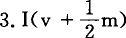 3. I(v + 1/2 m)